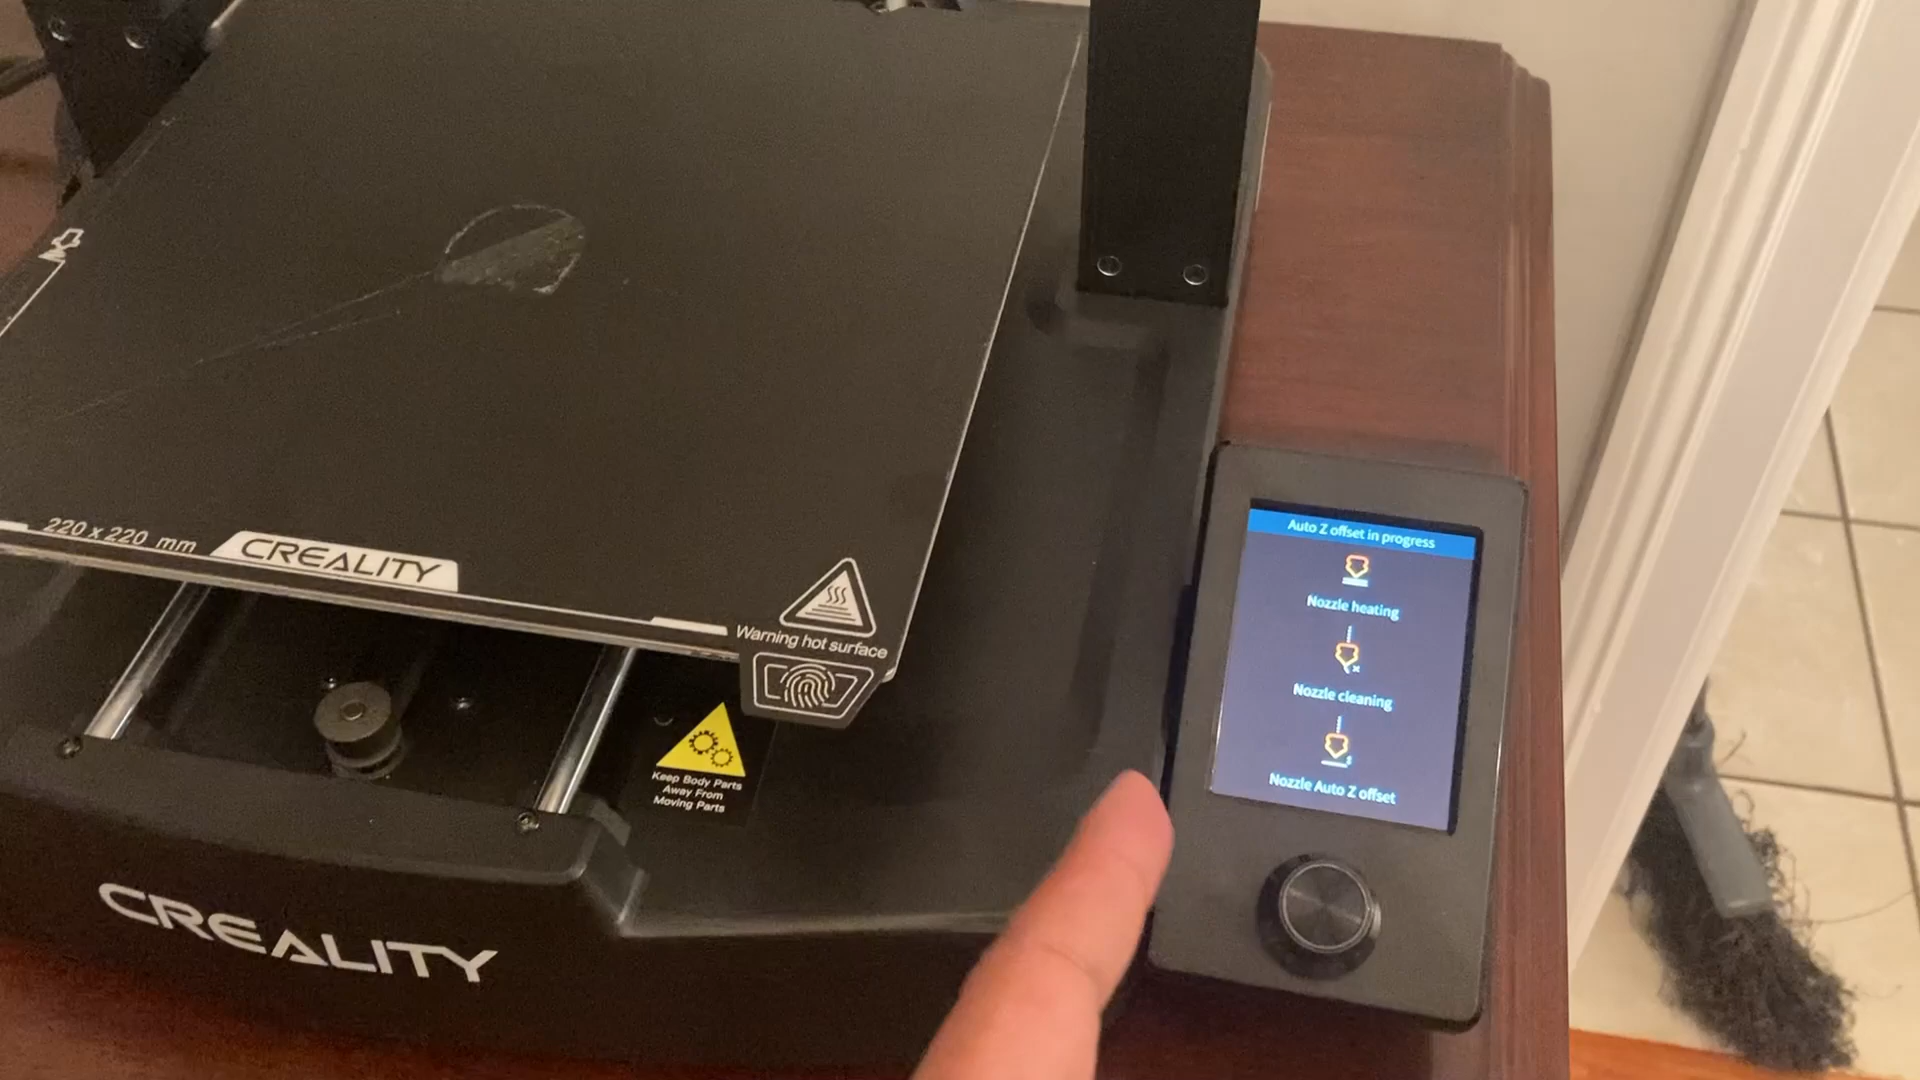 220 x 220 mm
CREALITY
Warning hot surface
Keep Body Parts
Away From
Moving Parts
CREALITY
Auto Z offset in progress
Nozzle heating
Nozzle cleaning
Nozzle Auto Z offset